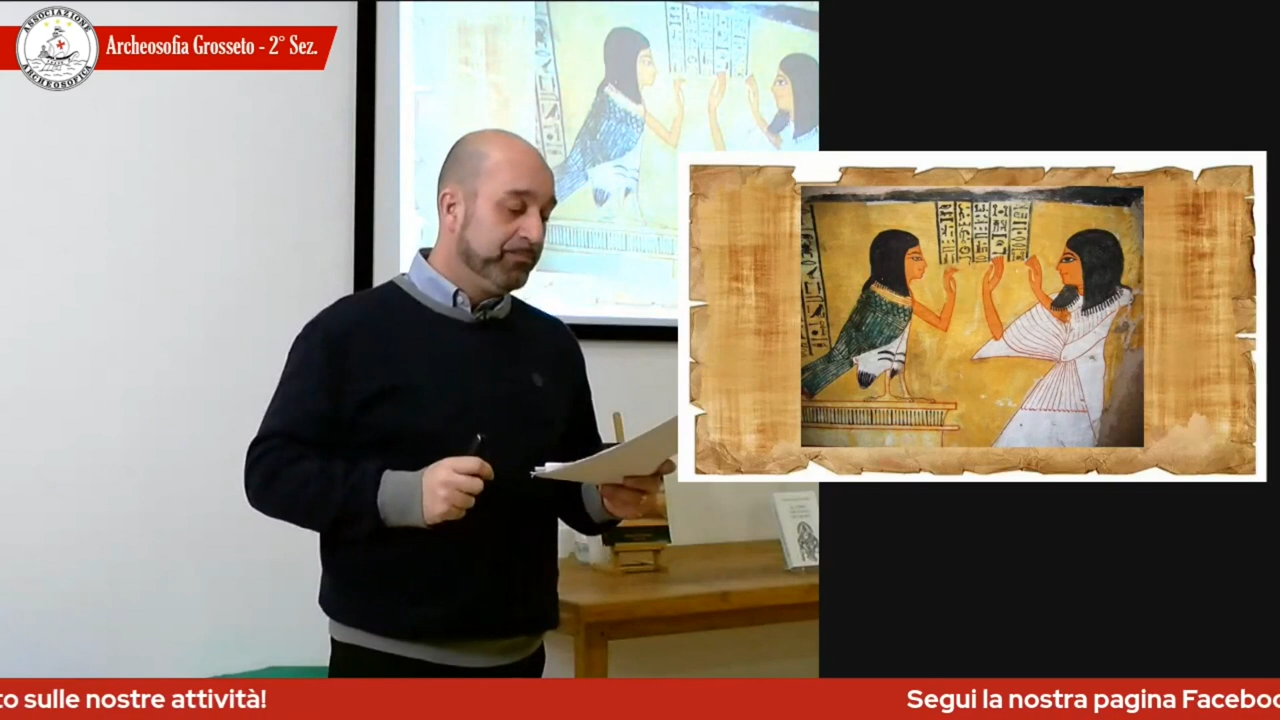 ASSOCIAZIONE
ARCHEOSOFICA
Archeosofia Grosseto - 2° Sez.
to sulle nostre attività!
Segui la nostra pagina Faceboo